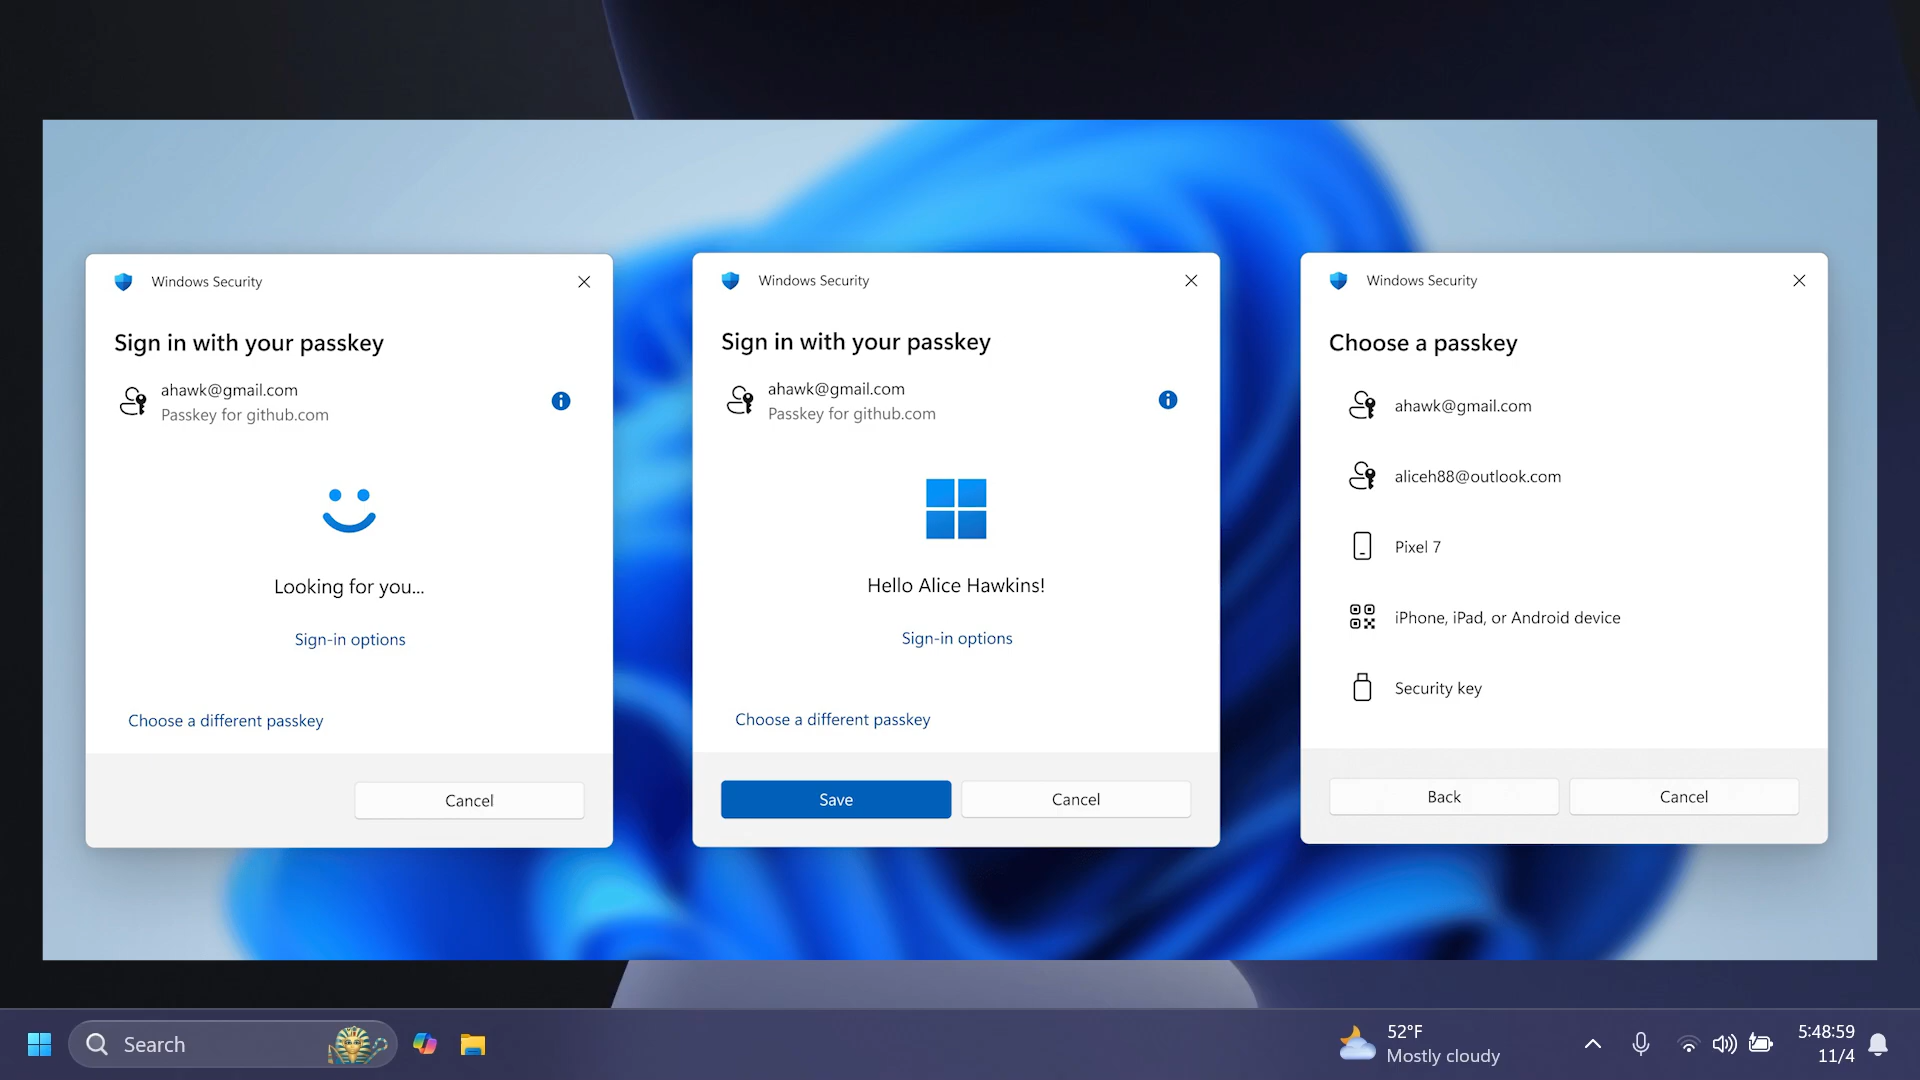 Windows Security
Sign in with your passkey
ahawk@gmail.com
Passkey for github.com
Looking for you...
Sign-in options
Choose a different passkey
Cancel
Windows Security
Sign in with your passkey
ahawk@gmail.com
Passkey for github.com
Hello Alice Hawkins!
Sign-in options
Choose a different passkey
Save
Cancel
Windows Security
Choose a passkey
ahawk@gmail.com
aliceh88@outlook.com
Pixel 7
iPhone, iPad, or Android device
Security key
Back
Cancel
Search
52°F
Mostly cloudy
5:48:59
11/4